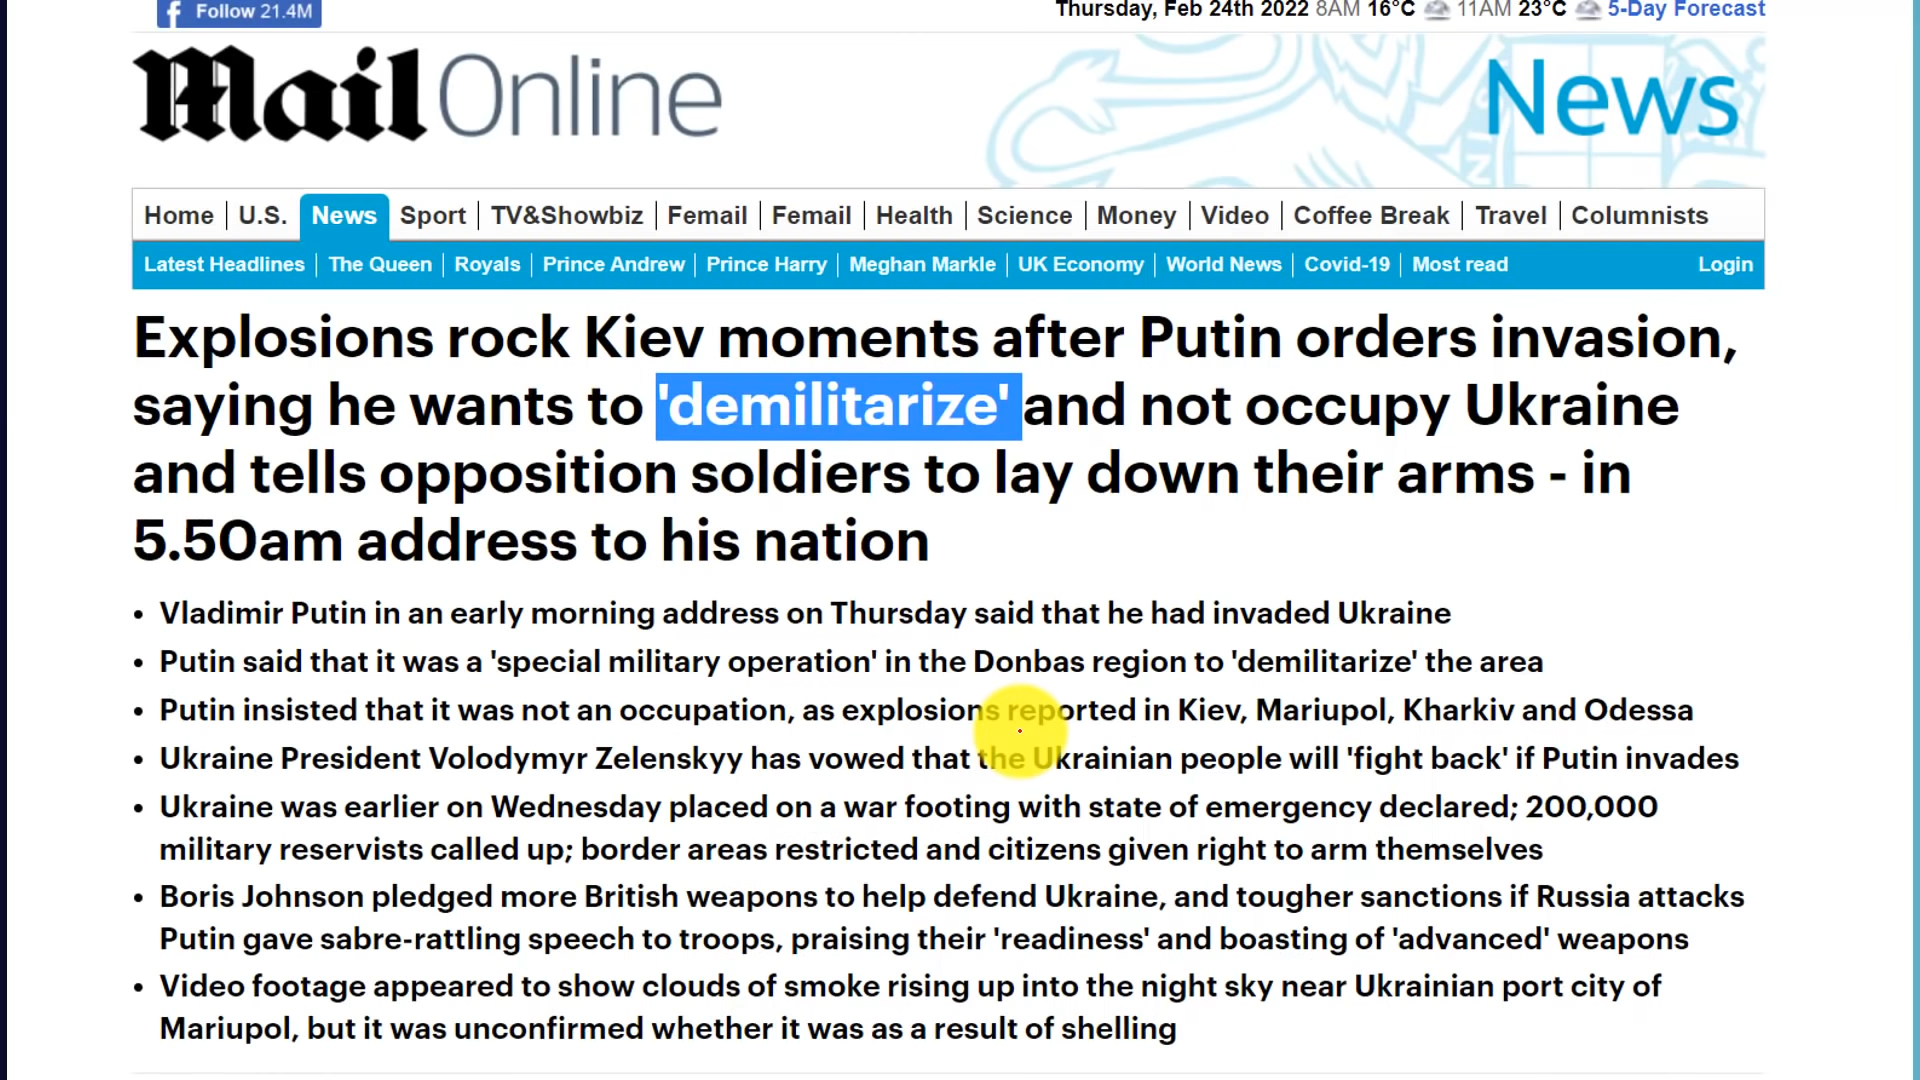 Follow 21.4M
Thursday, Feb 24th 2022 8AM 16°C 11AM 23°C 5-Day Forecast
Mail Online
News
Home U.S. News Sport TV&Showbiz Femail Femail Health Science Money Video Coffee Break Travel Columnists
Latest Headlines The Queen Royals Prince Andrew Prince Harry Meghan Markle UK Economy World News Covid-19 Most read Login
Explosions rock Kiev moments after Putin orders invasion,
saying he wants to 'demilitarize' and not occupy Ukraine
and tells opposition soldiers to lay down their arms - in
5.50am address to his nation
• Vladimir Putin in an early morning address on Thursday said that he had invaded Ukraine
• Putin said that it was a 'special military operation' in the Donbas region to 'demilitarize' the area
• Putin insisted that it was not an occupation, as explosions reported in Kiev, Mariupol, Kharkiv and Odessa
• Ukraine President Volodymyr Zelenskyy has vowed that the Ukrainian people will 'fight back' if Putin invades
• Ukraine was earlier on Wednesday placed on a war footing with state of emergency declared; 200,000
military reservists called up; border areas restricted and citizens given right to arm themselves
• Boris Johnson pledged more British weapons to help defend Ukraine, and tougher sanctions if Russia attacks
Putin gave sabre-rattling speech to troops, praising their 'readiness' and boasting of 'advanced' weapons
• Video footage appeared to show clouds of smoke rising up into the night sky near Ukrainian port city of
Mariupol, but it was unconfirmed whether it was as a result of shelling